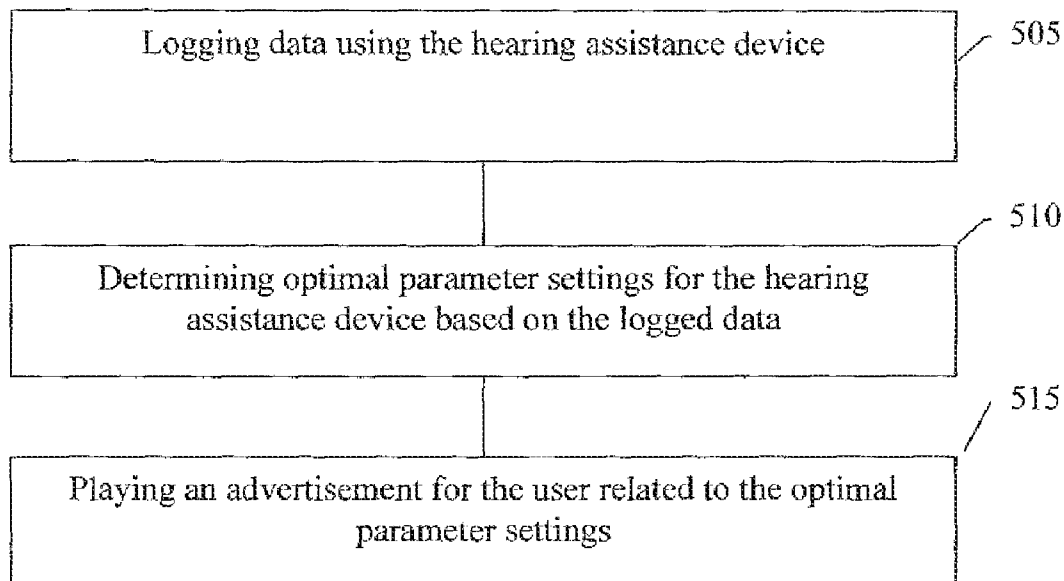 Logging data using the hearing assistance device
505
510
Determining optimal parameter settings for the hearing
assistance device based on the logged data
515
Playing an advertisement for the user related to the optimal
parameter settings